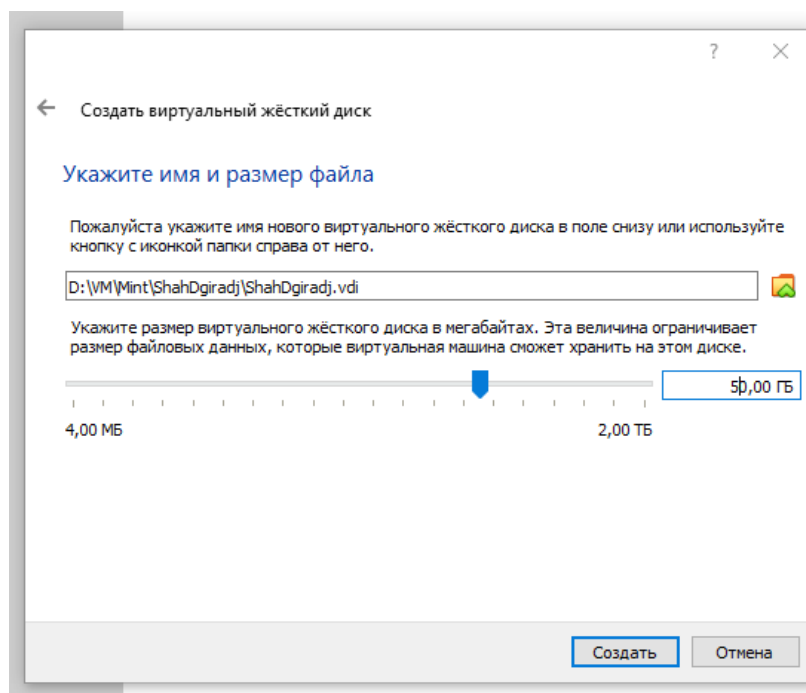 ?
Создать виртуальный жёсткий диск
Укажите имя и размер файла
Пожалуйста укажите имя нового виртуального жёсткого диска в поле снизу или используйте
кнопку с иконкой папки справа от него.
D:\VM\Mint\ShahDgiradj\ShahDgiradj.vdi
Укажите размер виртуального жёсткого диска в мегабайтах. Эта величина ограничивает
размер файловых данных, которые виртуальная машина сможет хранить на этом диске.
50,00 ГБ
4,00 МБ 2,00 ТБ
Создать Отмена